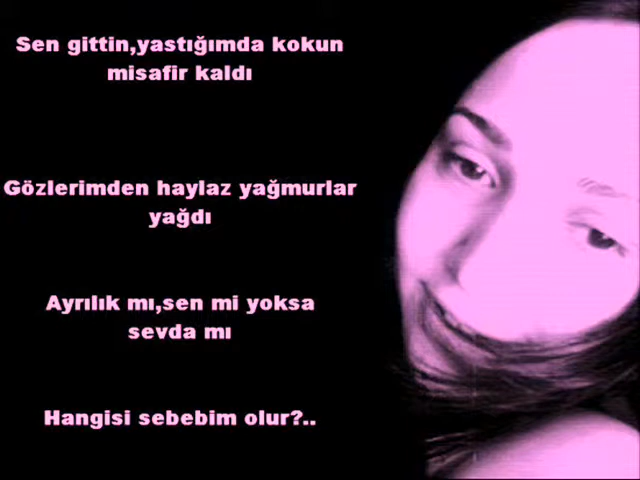 Sen gittin,yastığımda kokun
misafir kaldı
Gözlerimden haylaz yağmurlar
yağdı
Ayrılık mı,sen mi yoksa
sevda mı
Hangisi sebebim olur?..